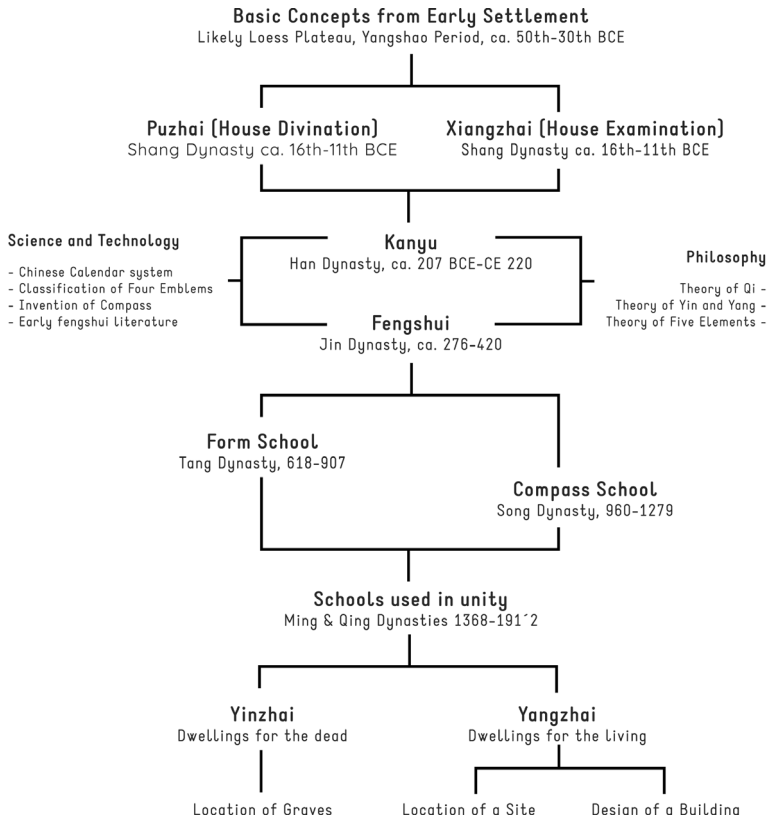 Basic Concepts from Early Settlement
Likely Loess Plateau, Yangshao Period, ca. 50th-30th BCE
Puzhai (House Divination)
Shang Dynasty ca. 16th-11th BCE
Xiangzhai (House Examination)
Shang Dynasty ca. 16th-11th BCE
Science and Technology
- Chinese Calendar system
- Classification of Four Emblems
- Invention of Compass
- Early fengshui literature
Kanyu
Han Dynasty, ca. 207 BCE-CE 220
Fengshui
Jin Dynasty, ca. 276-420
Philosophy
Theory of Qi -
Theory of Yin and Yang -
Theory of Five Elements -
Form School
Tang Dynasty, 618-907
Compass School
Song Dynasty, 960-1279
Schools used in unity
Ming & Qing Dynasties 1368-191´2
Yinzhai
Dwellings for the dead
Yangzhai
Dwellings for the living
Location of Graves
Location of a Site
Design of a Building